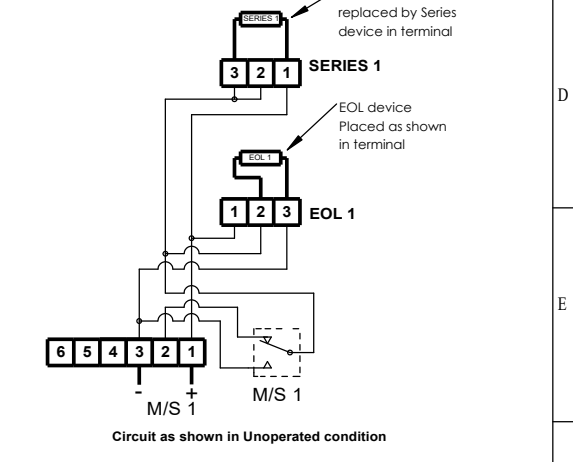 replaced by Series
device in terminal
SERIES 1
3 2 1 SERIES 1
D
EOL device
Placed as shown
in terminal
EOL 1
1 2 3 EOL 1
E
6 5 4 3 2 1
- +
M/S 1
M/S 1
Circuit as shown in Unoperated condition